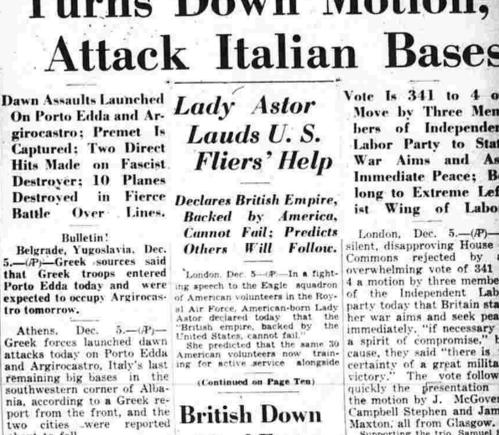 Turns Down Motion,
Attack Italian Bases
Dawn Assaults Launched
On Porto Edda and Ar-
girocastro; Premet Is
Captured; Two Direct
Hits Made on Fascist
Destroyer; 10 Planes
Destroyed in Fierce
Battle Over Lines.
Bulletin!
Belgrade, Yugoslavia, Dec.
5.—(AP)—Greek sources said
that Greek troops entered
Porto Edda today and were
expected to occupy Argirocas-
tro tomorrow.
Athens, Dec. 5.—(AP)—
Greek forces launched dawn
attacks today on Porto Edda
and Argirocastro, Italy's last
remaining big bases in the
southwestern corner of Alba-
nia, according to a Greek re-
port from the front, and the
two cities were reported
Lady Astor
Lauds U. S.
Fliers' Help
Declares British Empire,
Backed by America,
Cannot Fail; Predicts
Others Will Follow.
London, Dec. 5—(AP)—In a fight-
ing speech to the Eagle squadron
of American volunteers in the Roy-
al Air Force, American-born Lady
Astor declared today that the
"British empire, backed by the
United States, cannot fail."
She predicted that the same 30
American volunteers now train-
ing for active service alongside
(Continued on Page Ten)
British Down
Vote Is 341 to 4 o
Move by Three Mem
bers of Independen
Labor Party to Stat
War Aims and As
Immediate Peace; Be
long to Extreme Lef
ist Wing of Labo
London, Dec. 5.—(AP)—
silent, disapproving House
Commons rejected by a
overwhelming vote of 341
4 a motion by three membe
of the Independent Lab
party today that Britain sta
her war aims and seek pea
immediately, "if necessary
a spirit of compromise," b
cause, they said "there is
certainty of a great milita
victory." The vote follow
quickly the presentation
the motion by J. McGover
Campbell Stephen and Jam
Maxton, all from Glasgow.
Supporting the trio, Samuel